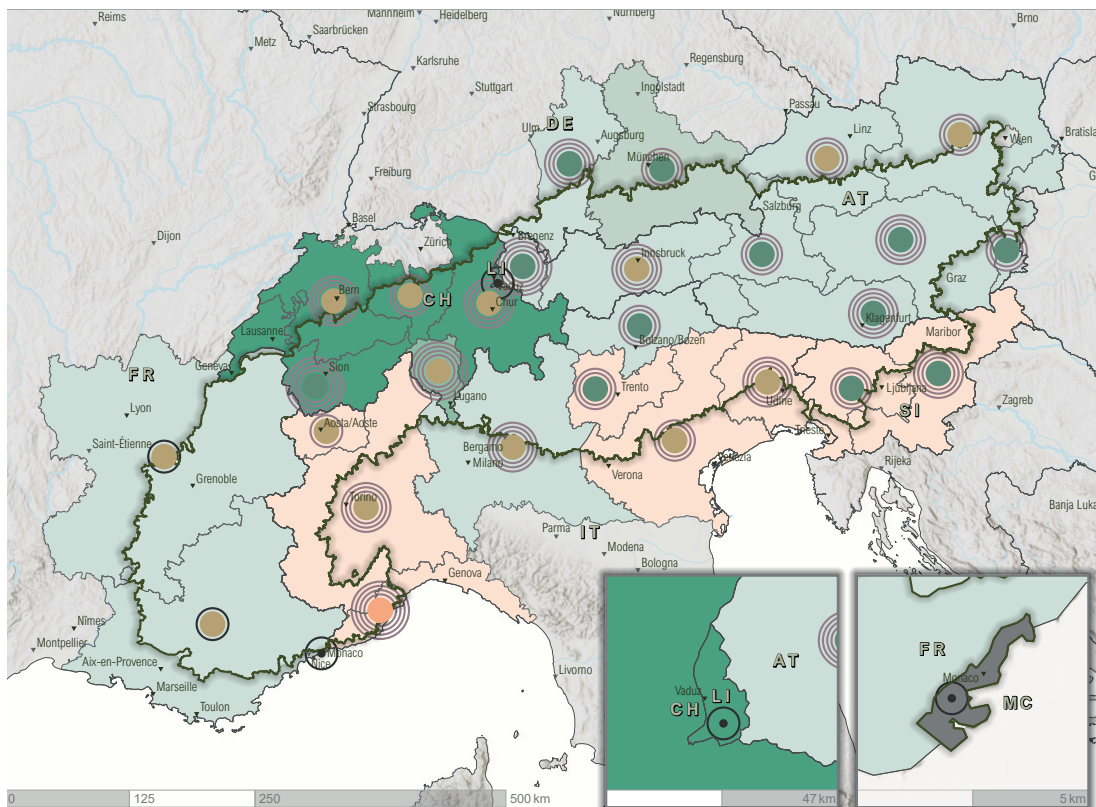 Reims
Mannheim
Heidelberg
Nürnberg
Brno
Saarbrücken
Metz
Karlsruhe
Regensburg
Stuttgart
Ingolstadt
Strasbourg
Passau
DE
Ulm
Augsburg
Linz
Wien
Bratisla
München
Freiburg
G
AT
Salzburg
Basel
Dijon
Zürich
Bregenz
Innsbruck
Graz
LI
Vaduz
Bern
CH
Chur
Klagenfurt
Lausanne
Maribor
Bolzano/Bozen
Genève
Sion
FR
Trento
Ljubljana
Lugano
Udine
SI
Zagreb
Lyon
Aosta/Aoste
Trieste
Saint-Étienne
Bergamo
Milano
Venezia
Rijeka
Verona
Grenoble
Torino
Banja Luka
Parma
IT
Modena
Bologna
Genova
Nîmes
Montpellier
Monaco
Nice
Aix-en-Provence
Livorno
Marseille
Toulon
AT
Vaduz
LI
CH
FR
Monaco
MC
0
125
250
500 km
47 km
5 km